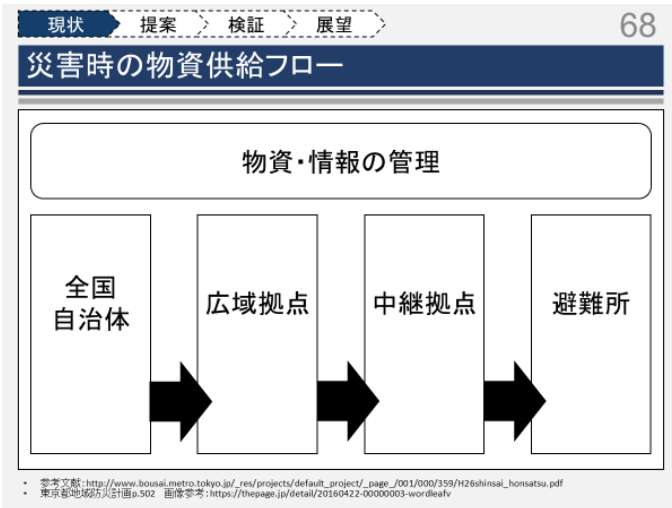 現状 提案 検証 展望
68
災害時の物資供給フロー
物資・情報の管理
全国
自治体
広域拠点
中継拠点
避難所
• 参考文献:http://www.bousai.metro.tokyo.jp/_res/projects/default_project/_page_/001/000/359/H26shinsai_honsatsu.pdf
• 東京都地域防災計画p.502 画像参考:https://thepage.jp/detail/20160422-00000003-wordleafv